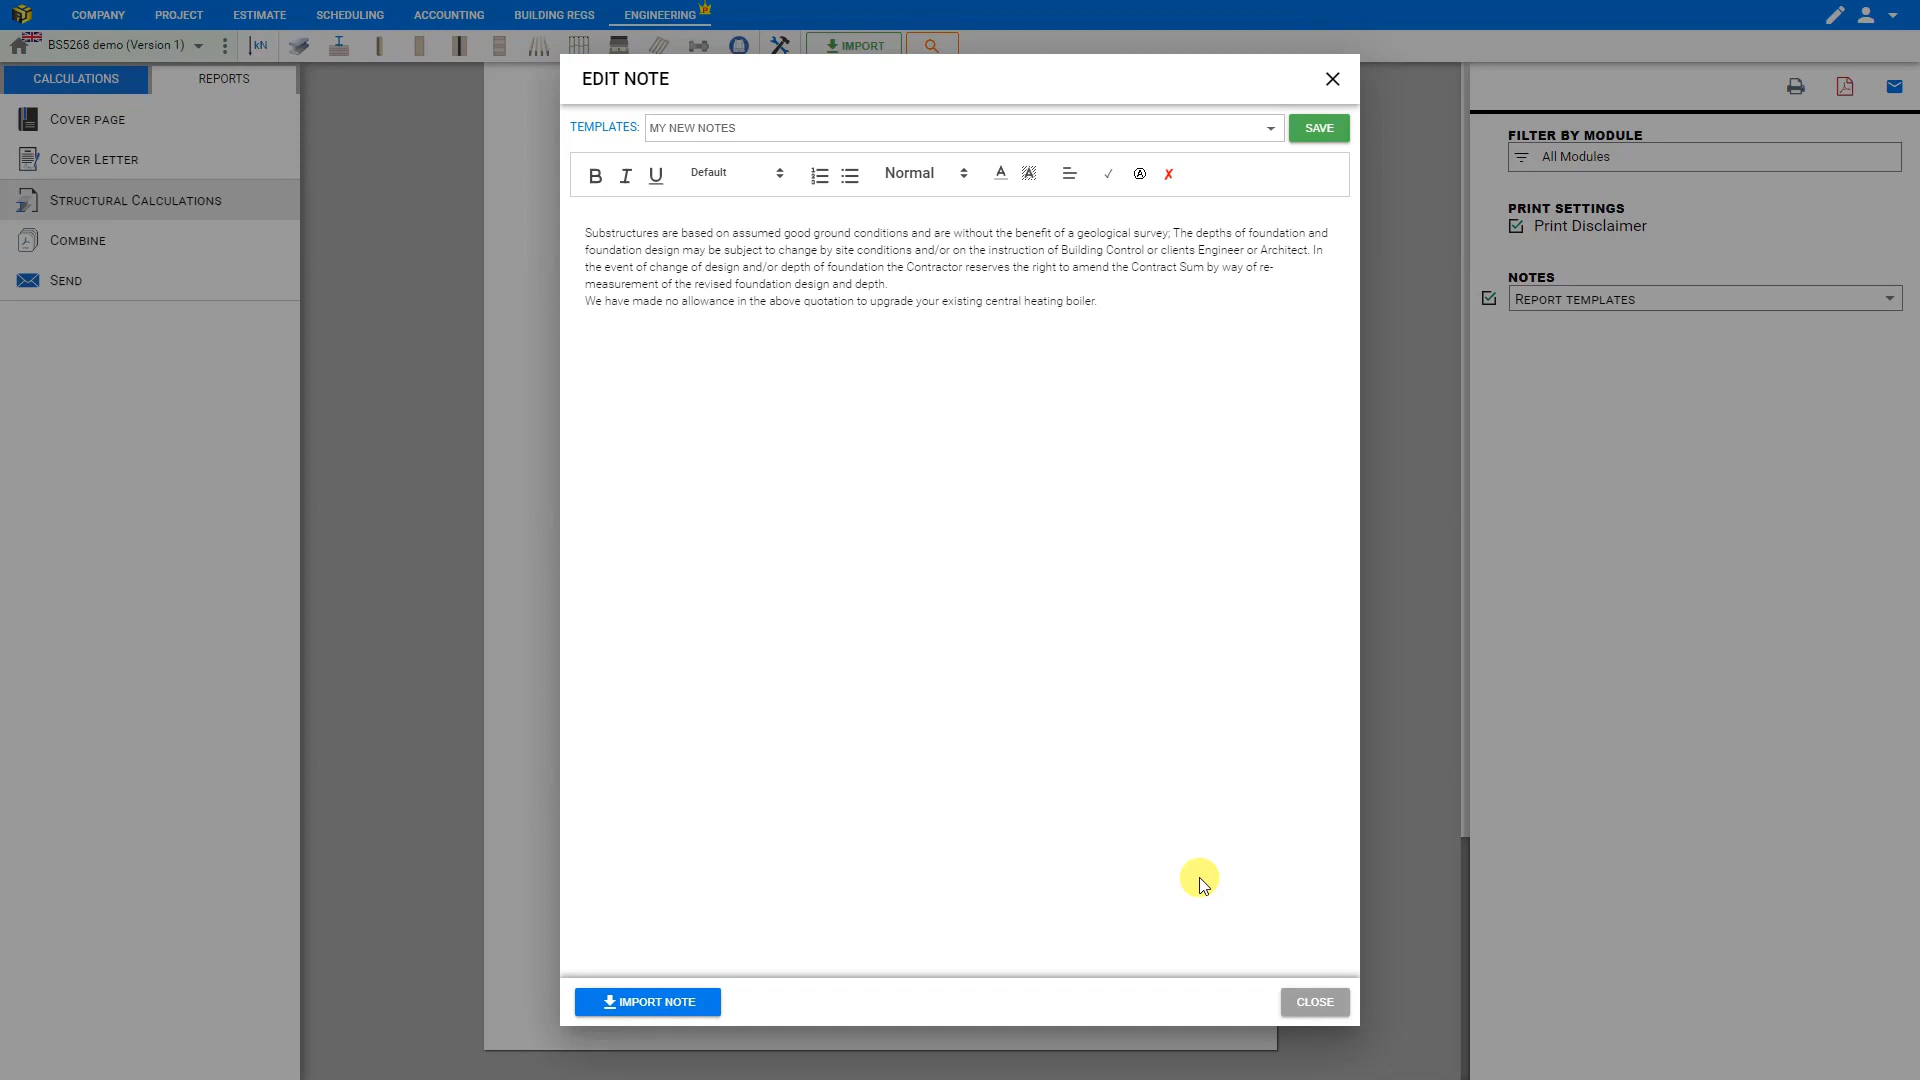 COMPANY PROJECT ESTIMATE SCHEDULING ACCOUNTING BUILDING REGS ENGINEERING
BS5268 demo (Version 1) kN IMPORT
CALCULATIONS REPORTS
COVER PAGE
COVER LETTER
STRUCTURAL CALCULATIONS
COMBINE
SEND
EDIT NOTE
TEMPLATES: MY NEW NOTES SAVE
B I U Default Normal A A A
Substructures are based on assumed good ground conditions and are without the benefit of a geological survey; The depths of foundation and
foundation design may be subject to change by site conditions and/or on the instruction of Building Control or clients Engineer or Architect. In
the event of change of design and/or depth of foundation the Contractor reserves the right to amend the Contract Sum by way of re-
measurement of the revised foundation design and depth.
We have made no allowance in the above quotation to upgrade your existing central heating boiler.
IMPORT NOTE CLOSE
FILTER BY MODULE
All Modules
PRINT SETTINGS
Print Disclaimer
NOTES
REPORT TEMPLATES